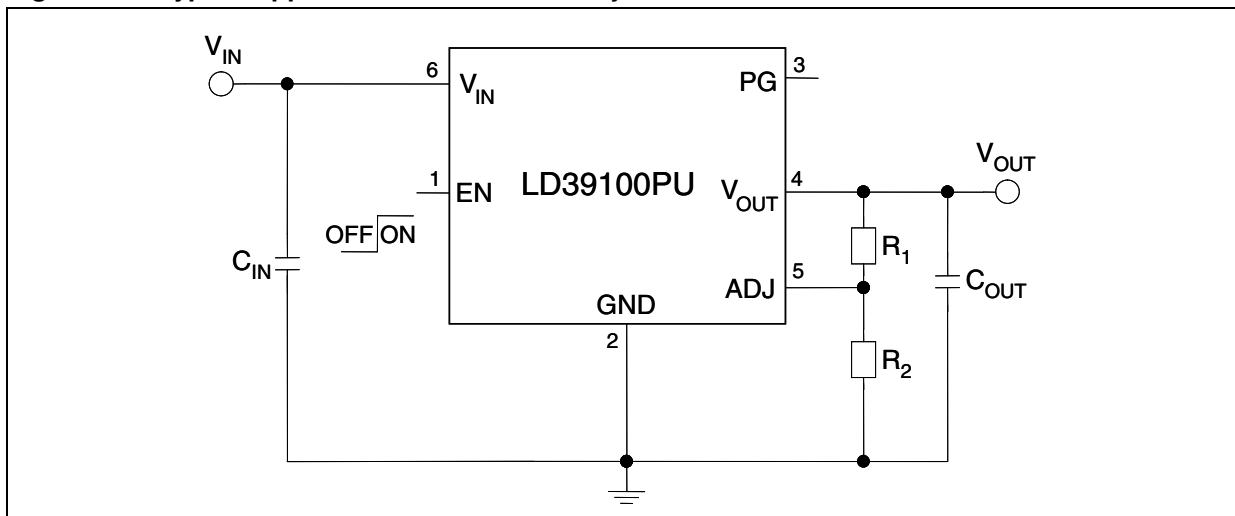 V_IN
6
V_IN
3
PG
1
EN
LD39100PU
4
V_OUT
V_OUT
OFF ON
R_1
C_IN
5
ADJ
C_OUT
GND
2
R_2